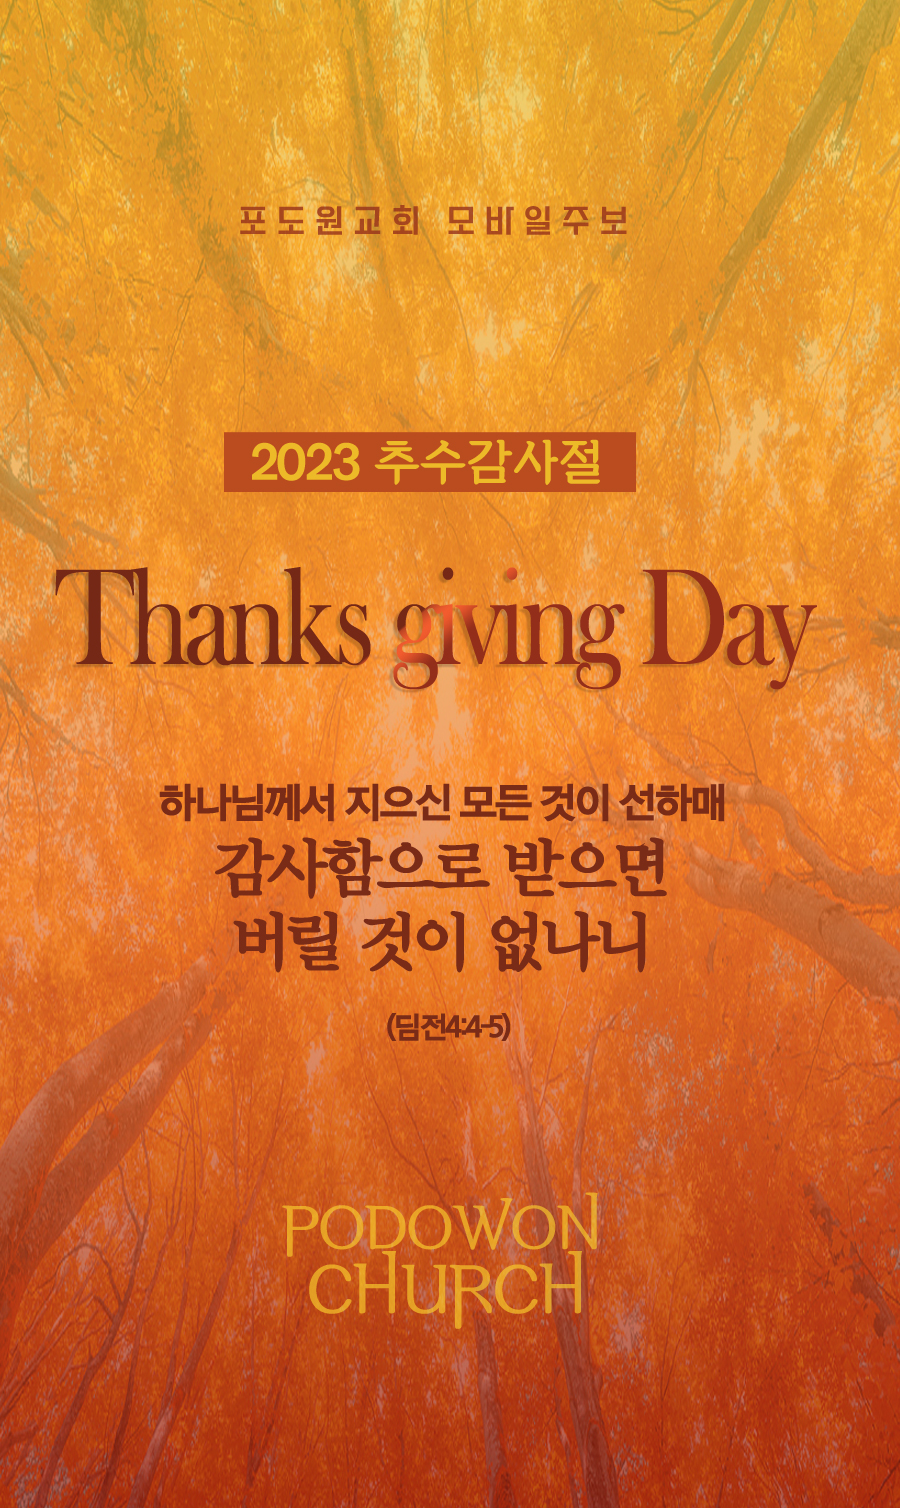 포도원교회 모바일주보
2023 추수감사절
Thanks giving Day
하나님께서 지으신 모든 것이 선하매
감사함으로 받으면
버릴 것이 없나니
(딤전4:4-5)
PODOWON
CHURCH